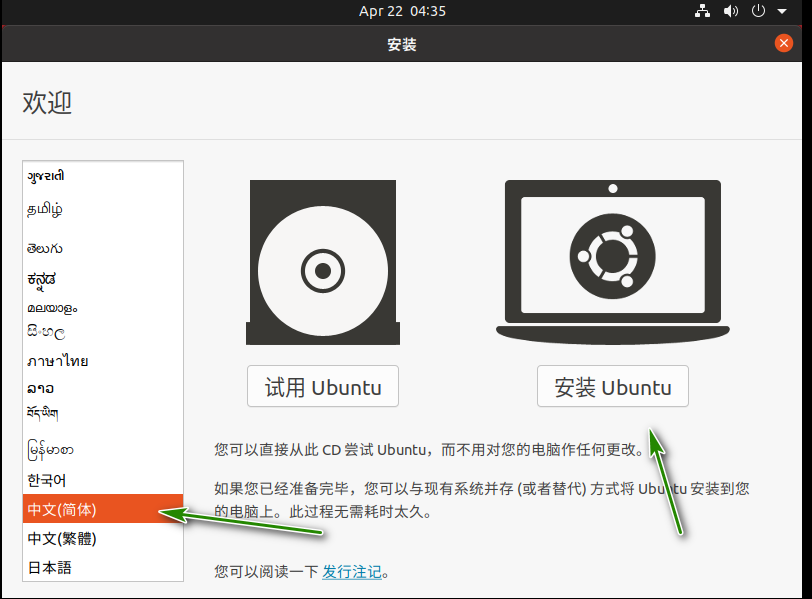 Apr 22 04:35
安装
欢迎
ગુજરાતી
தமிழ்
తెలుగు
ಕನ್ನಡ
മലയാളം
සිංහල
ภาษาไทย
ລາວ
བོད་ཡིག
မြန်မာစာ
한국어
中文(简体)
中文(繁體)
日本語
试用 Ubuntu
安装 Ubuntu
您可以直接从此 CD 尝试 Ubuntu，而不用对您的电脑作任何更改。
如果您已经准备完毕，您可以与现有系统并存 (或者替代) 方式将 Ubuntu 安装到您
的电脑上。此过程无需耗时太久。
您可以阅读一下 发行注记。